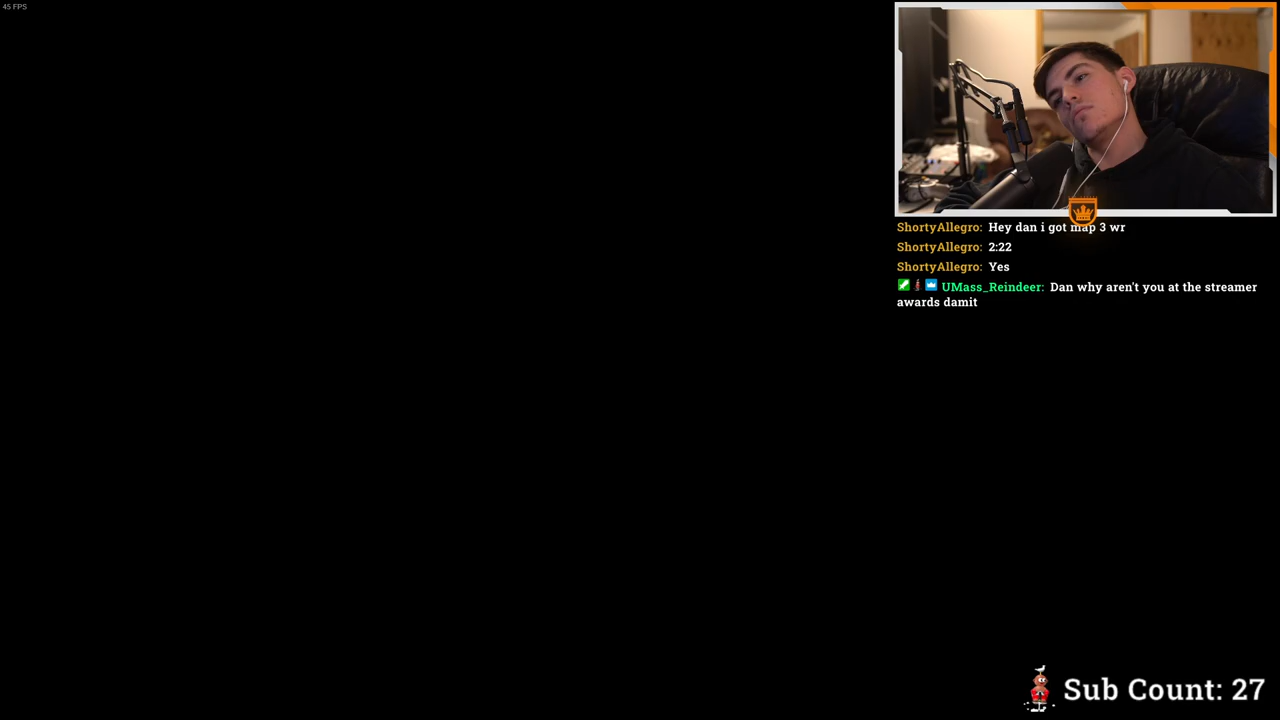 45 FPS
ShortyAllegro: Hey dan i got map 3 wr
ShortyAllegro: 2:22
ShortyAllegro: Yes
UMass_Reindeer: Dan why aren't you at the streamer
awards damit
Sub Count: 27